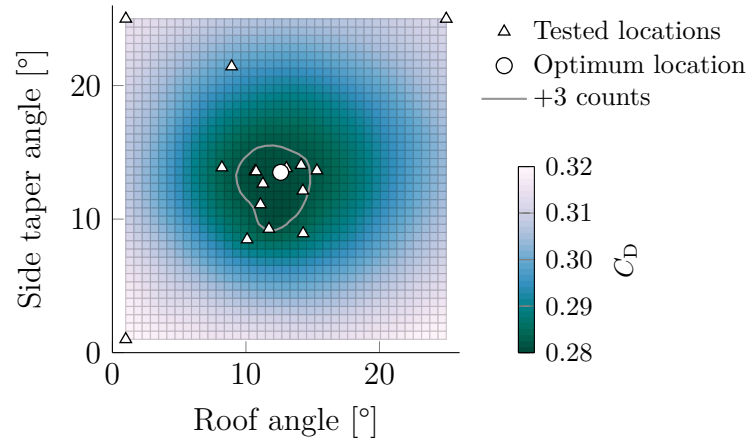 Side taper angle [°]
20
10
0
0
10
20
Roof angle [°]
Tested locations
Optimum location
+3 counts
0.32
0.31
0.30
0.29
0.28
C_D